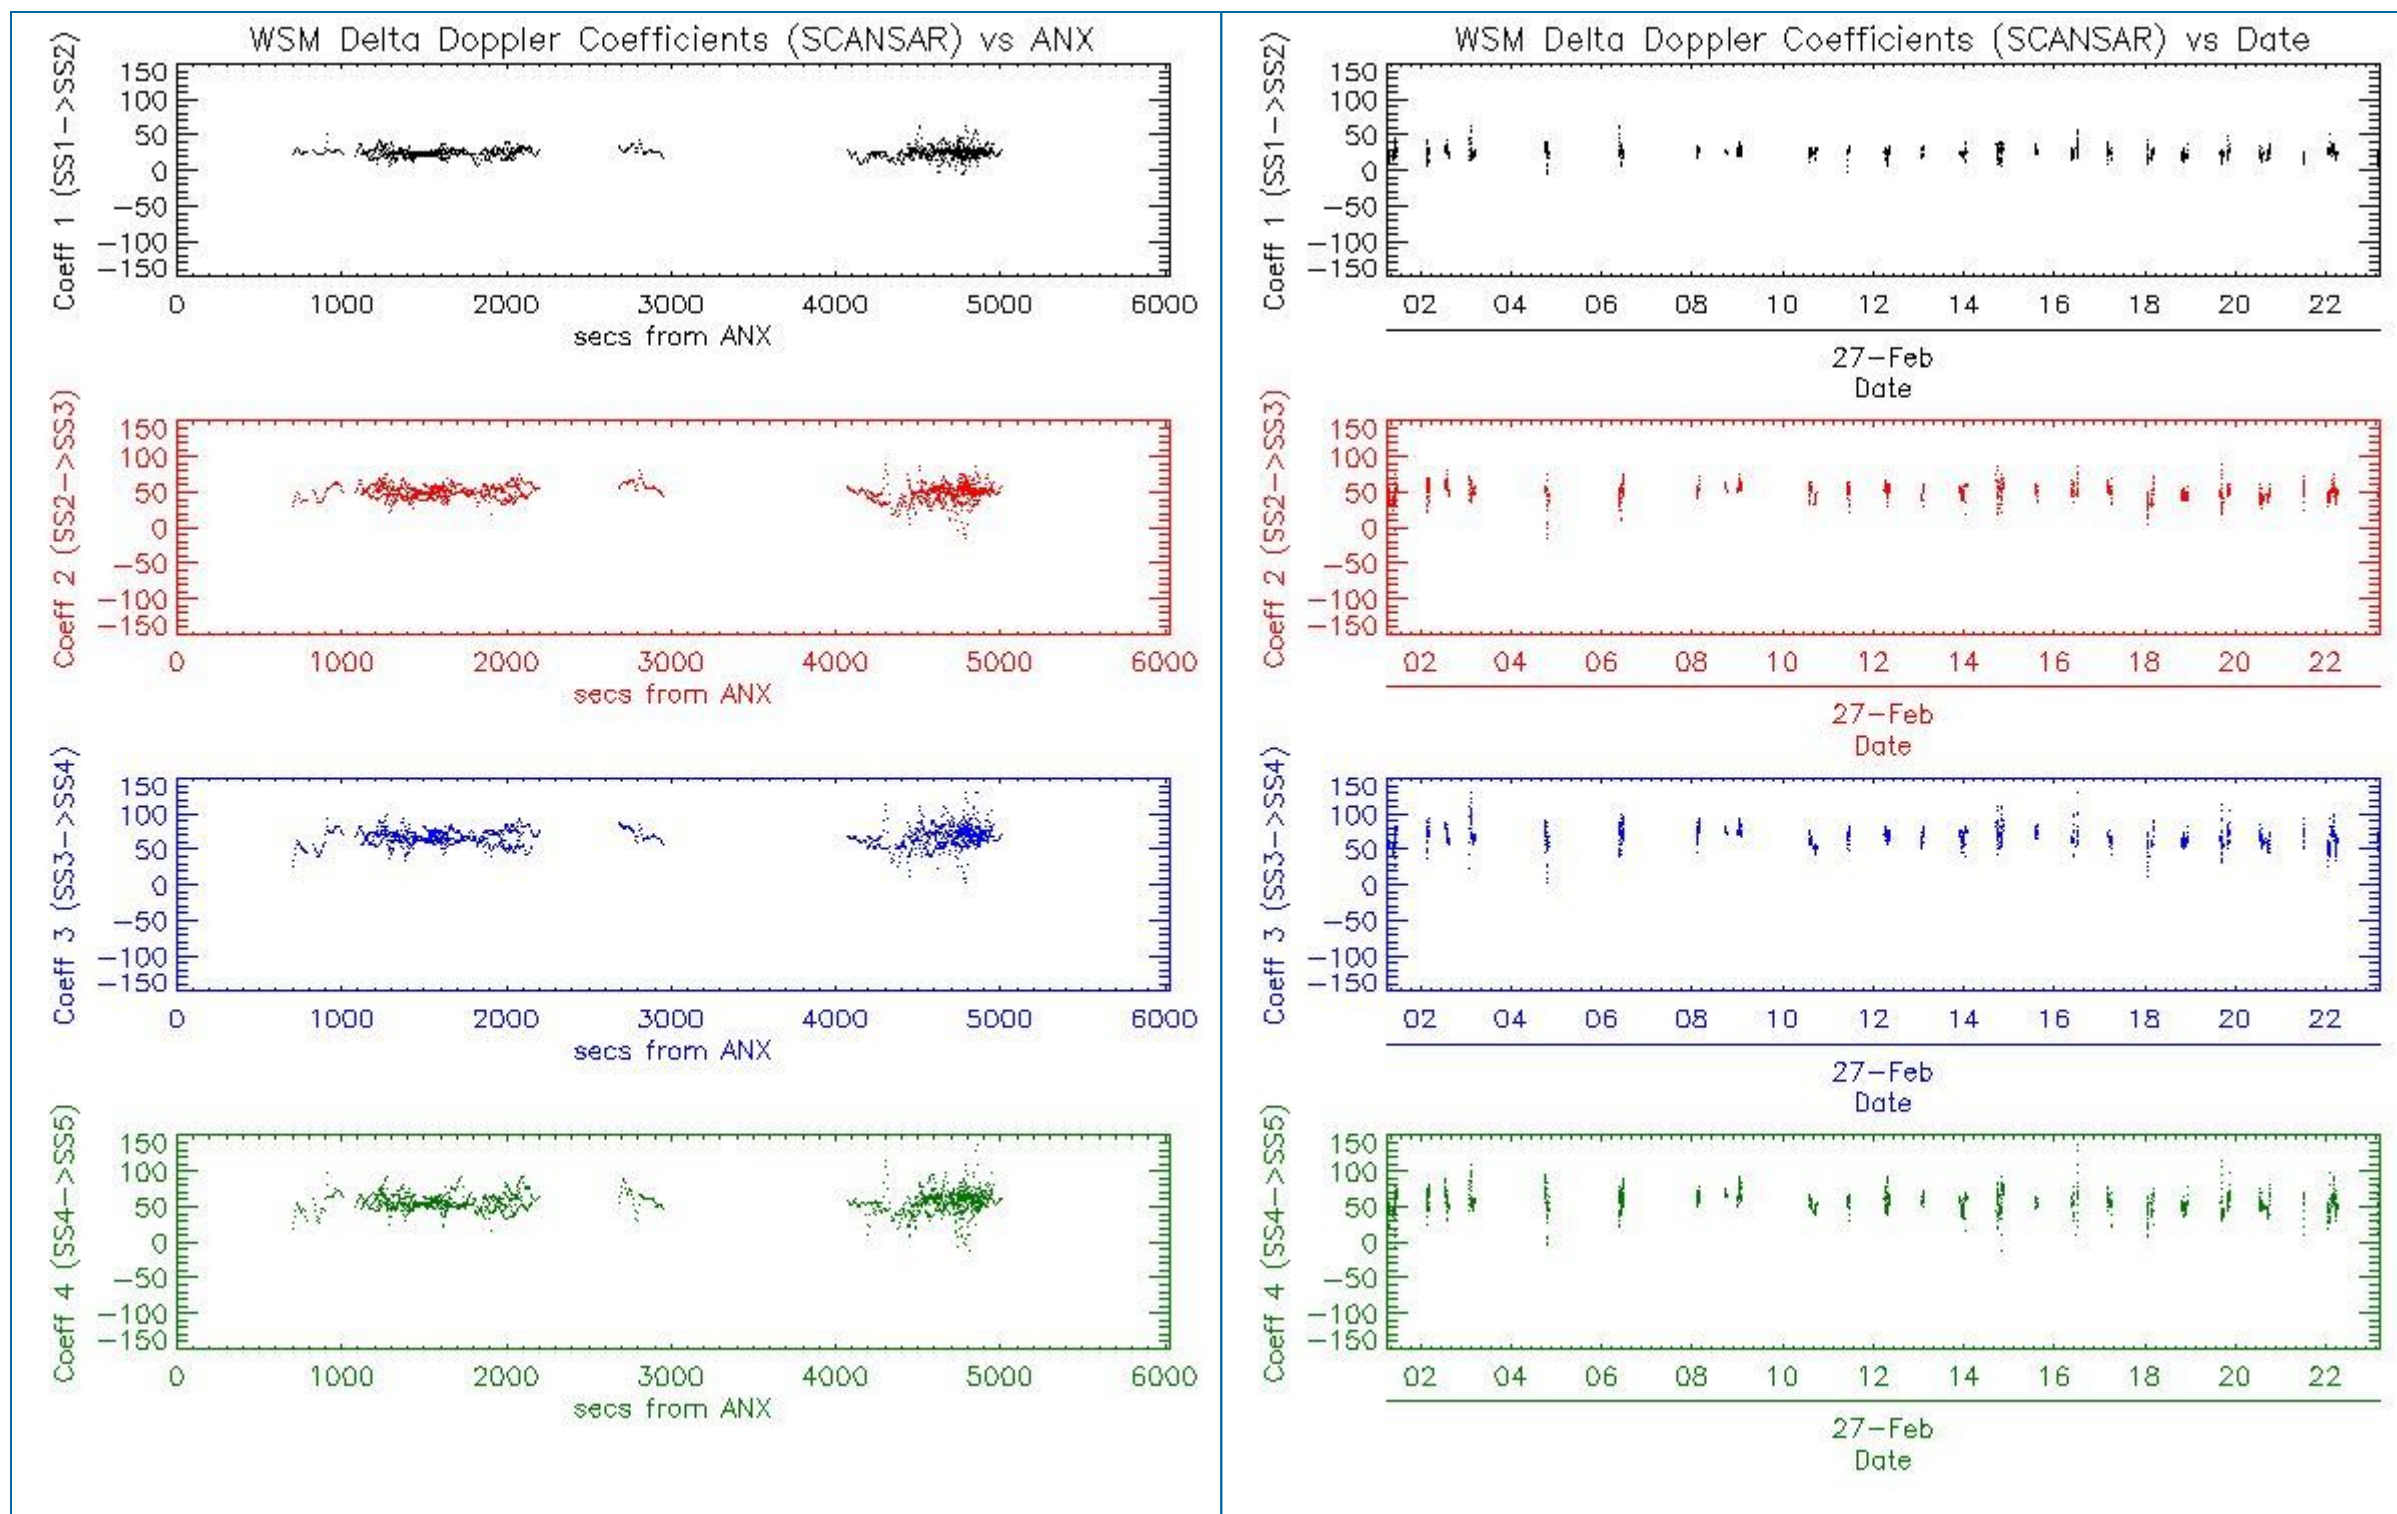 WSM Delta Doppler Coefficients (SCANSAR) vs ANX
Coeff 1 (SS1->SS2)
150
100
50
0
-50
-100
-150
0 1000 2000 3000 4000 5000 6000
secs from ANX
Coeff 2 (SS2->SS3)
150
100
50
0
-50
-100
-150
0 1000 2000 3000 4000 5000 6000
secs from ANX
Coeff 3 (SS3->SS4)
150
100
50
0
-50
-100
-150
0 1000 2000 3000 4000 5000 6000
secs from ANX
Coeff 4 (SS4->SS5)
150
100
50
0
-50
-100
-150
0 1000 2000 3000 4000 5000 6000
secs from ANX
WSM Delta Doppler Coefficients (SCANSAR) vs Date
Coeff 1 (SS1->SS2)
150
100
50
0
-50
-100
-150
02 04 06 08 10 12 14 16 18 20 22
27-Feb
Date
Coeff 2 (SS2->SS3)
150
100
50
0
-50
-100
-150
02 04 06 08 10 12 14 16 18 20 22
27-Feb
Date
Coeff 3 (SS3->SS4)
150
100
50
0
-50
-100
-150
02 04 06 08 10 12 14 16 18 20 22
27-Feb
Date
Coeff 4 (SS4->SS5)
150
100
50
0
-50
-100
-150
02 04 06 08 10 12 14 16 18 20 22
27-Feb
Date